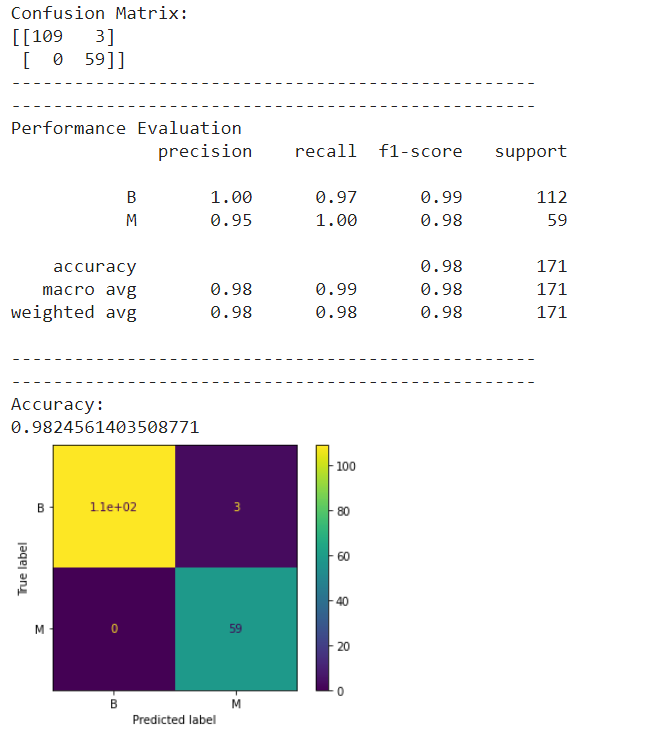 Confusion Matrix:
[[109   3]
 [  0  59]]
--------------------------------------------------
--------------------------------------------------
Performance Evaluation
              precision    recall  f1-score   support

           B       1.00      0.97      0.99       112
           M       0.95      1.00      0.98        59

    accuracy                           0.98       171
   macro avg       0.98      0.99      0.98       171
weighted avg       0.98      0.98      0.98       171

--------------------------------------------------
--------------------------------------------------
Accuracy:
0.9824561403508771
100
B 1.1e+02 3
80
60
True label
40
M 0 59
20
0
B M
Predicted label